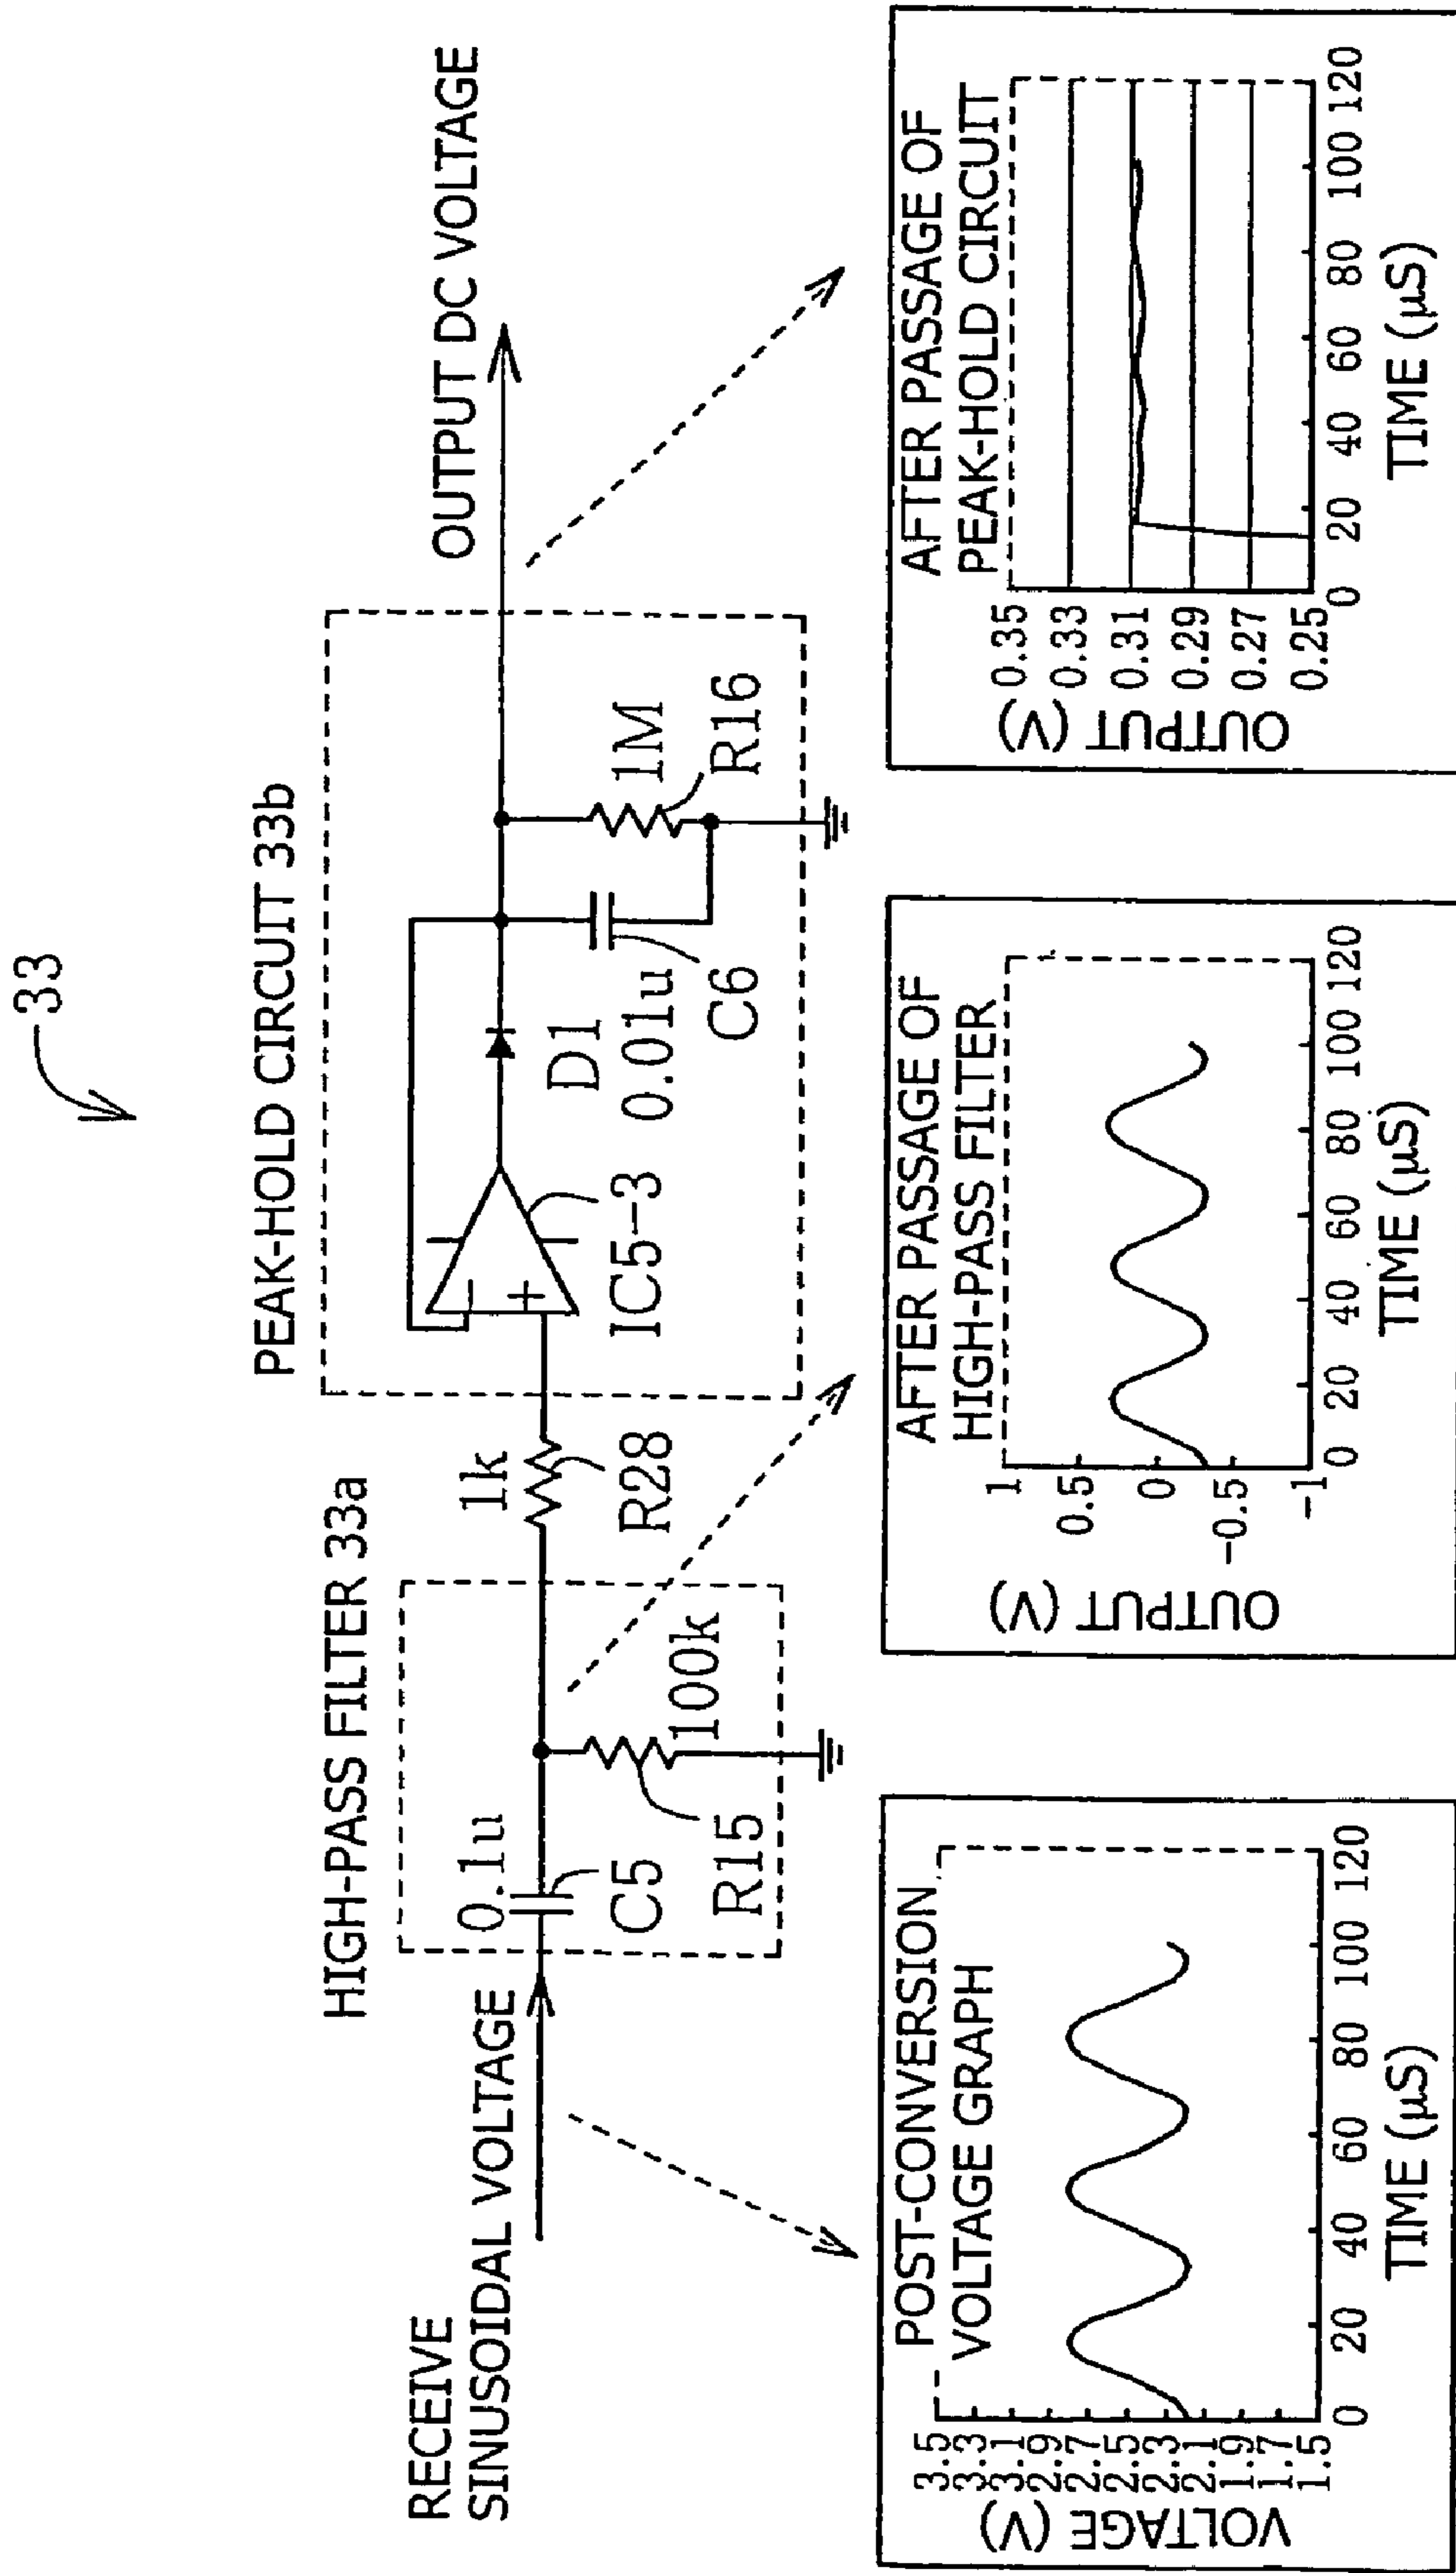 33
HIGH-PASS FILTER 33a
PEAK-HOLD CIRCUIT 33b
RECEIVE
SINUSOIDAL VOLTAGE
OUTPUT DC VOLTAGE
0.1u
C5
R15
100k
1k
R28
IC5-3
D1
0.01u
C6
1M
R16
POST-CONVERSION
VOLTAGE GRAPH
VOLTAGE (V)
3.5
3.3
3.1
2.9
2.7
2.5
2.3
2.1
1.9
1.7
1.5
0 20 40 60 80 100 120
TIME (μS)
AFTER PASSAGE OF
HIGH-PASS FILTER
OUTPUT (V)
1
0.5
0
-0.5
-1
0 20 40 60 80 100 120
TIME (μS)
AFTER PASSAGE OF
PEAK-HOLD CIRCUIT
OUTPUT (V)
0.35
0.33
0.31
0.29
0.27
0.25
0 20 40 60 80 100 120
TIME (μS)